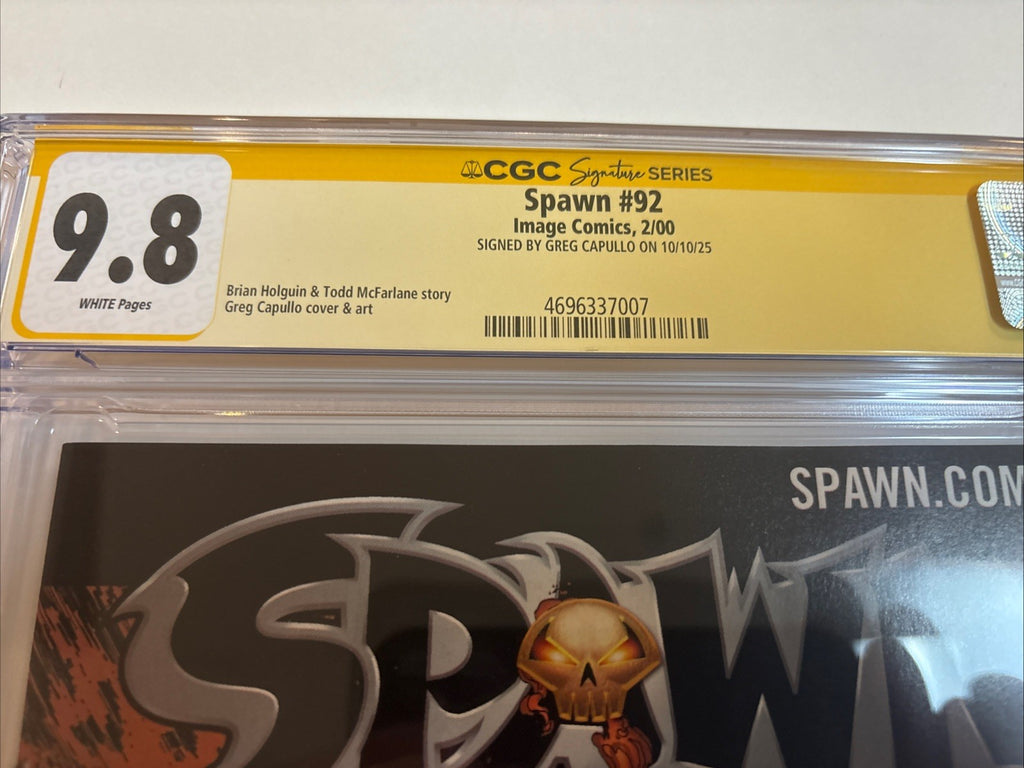 CGC Signature SERIES
Spawn #92
Image Comics, 2/00
SIGNED BY GREG CAPULLO ON 10/10/25
9.8
WHITE Pages
Brian Holguin & Todd McFarlane story
Greg Capullo cover & art
4696337007
SPAWN.COM
SPAWN